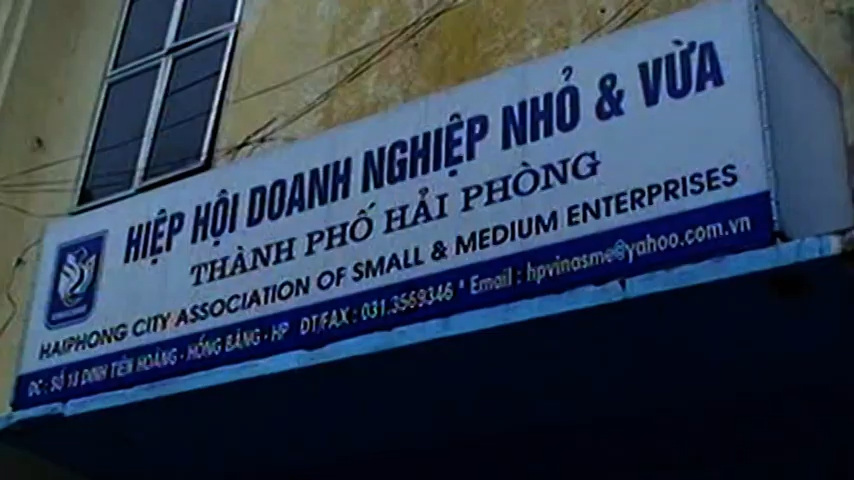 HIỆP HỘI DOANH NGHIỆP NHỎ & VỪA
THÀNH PHỐ HẢI PHÒNG
HAIPHONG CITY ASSOCIATION OF SMALL & MEDIUM ENTERPRISES
ĐC : SỐ 13 ĐINH TIÊN HOÀNG - HỒNG BÀNG - HP ĐT/FAX : 031.3569346 * Email : hpvinasme@yahoo.com.vn